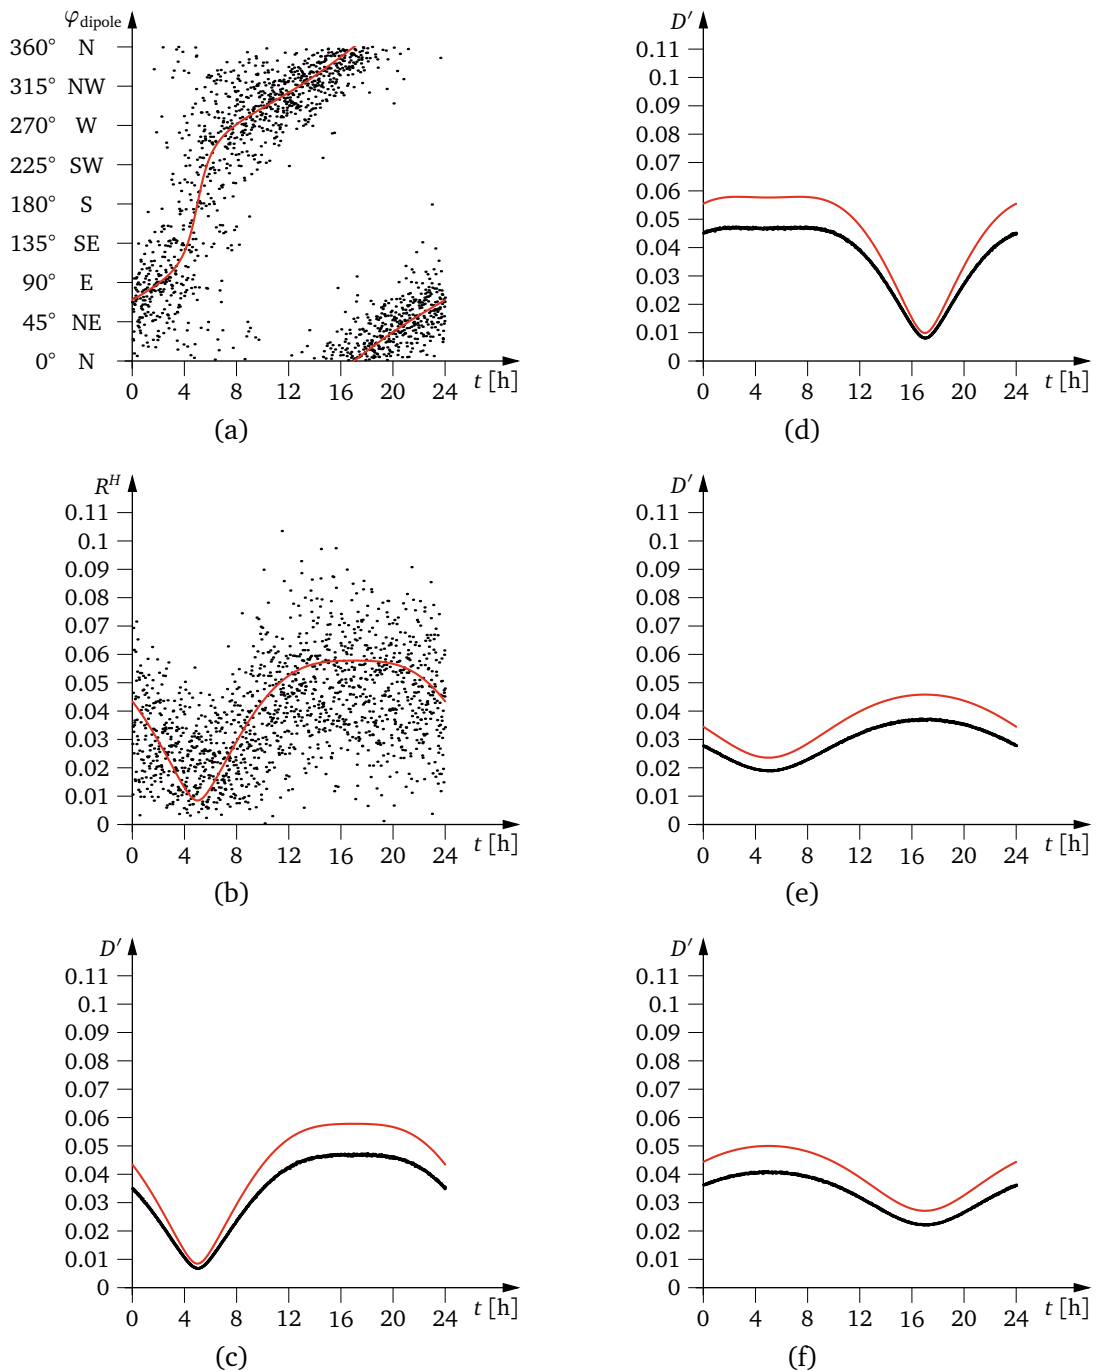 φdipole
360° N
315° NW
270° W
225° SW
180° S
135° SE
90° E
45° NE
0° N
0 4 8 12 16 20 24 t [h]
(a)
R^H
0.11
0.1
0.09
0.08
0.07
0.06
0.05
0.04
0.03
0.02
0.01
0
0 4 8 12 16 20 24 t [h]
(b)
D′
0.11
0.1
0.09
0.08
0.07
0.06
0.05
0.04
0.03
0.02
0.01
0
0 4 8 12 16 20 24 t [h]
(c)
D′
0.11
0.1
0.09
0.08
0.07
0.06
0.05
0.04
0.03
0.02
0.01
0
0 4 8 12 16 20 24 t [h]
(d)
D′
0.11
0.1
0.09
0.08
0.07
0.06
0.05
0.04
0.03
0.02
0.01
0
0 4 8 12 16 20 24 t [h]
(e)
D′
0.11
0.1
0.09
0.08
0.07
0.06
0.05
0.04
0.03
0.02
0.01
0
0 4 8 12 16 20 24 t [h]
(f)